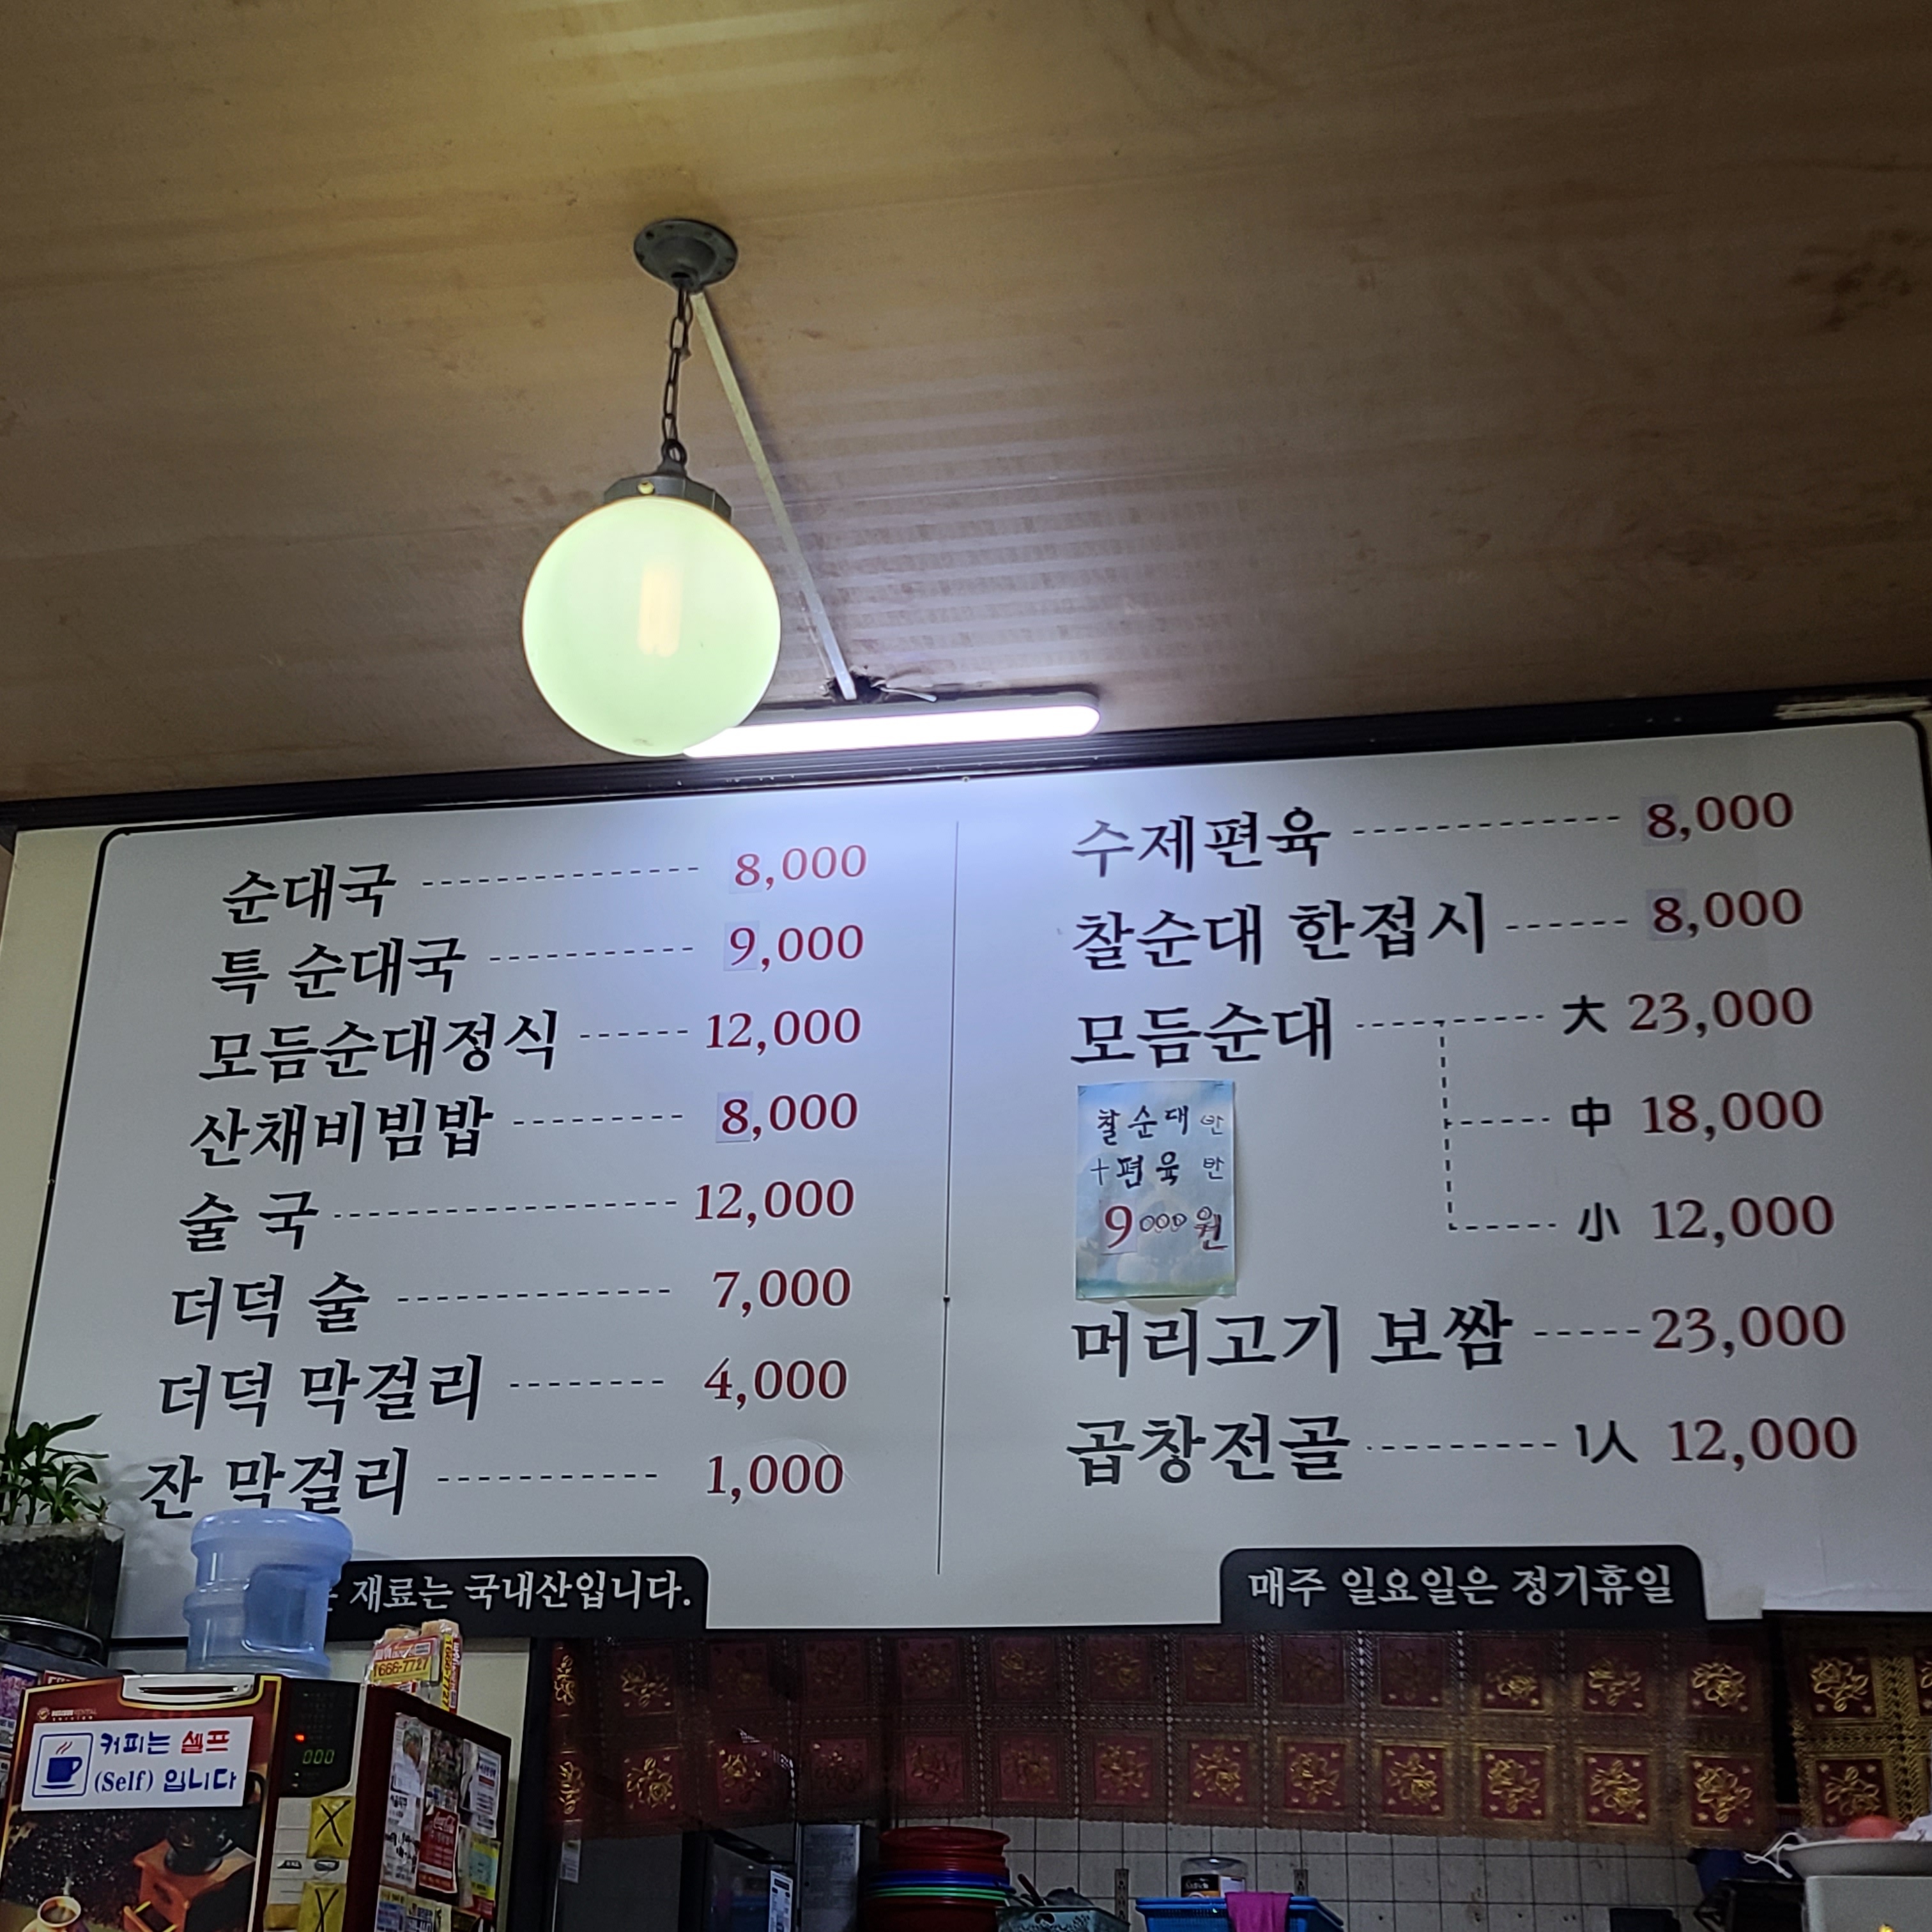 순대국 8,000
특 순대국 9,000
모듬순대정식 12,000
산채비빔밥 8,000
술 국 12,000
더덕 술 7,000
더덕 막걸리 4,000
잔 막걸리 1,000
재료는 국내산입니다.
수제편육 8,000
찰순대 한접시 8,000
모듬순대 大 23,000
中 18,000
小 12,000
찰순대 반
+편육 반
9000원
머리고기 보쌈 23,000
곱창전골 1人 12,000
매주 일요일은 정기휴일
커피는 셀프
(Self) 입니다
666-7727
000